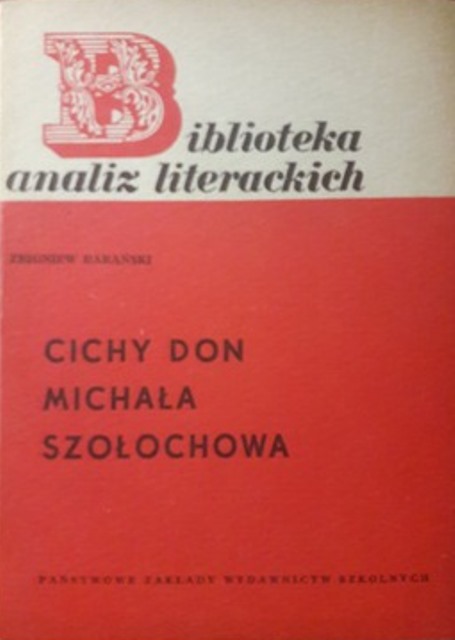 Biblioteka
analiz literackich
ZBIGNIEW BARAŃSKI
CICHY DON
MICHAŁA
SZOŁOCHOWA
PAŃSTWOWE ZAKŁADY WYDAWNICTW SZKOLNYCH